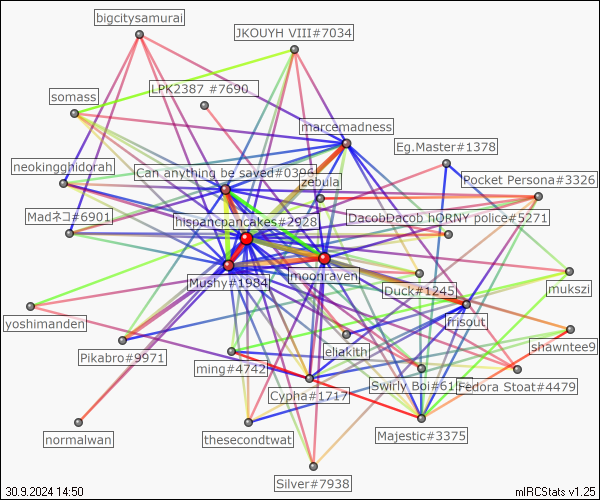 bigcitysamurai
JKOUYH VIII#7034
LPK2387 #7690
somass
marcemadness
Eg.Master#1378
neokingghidorah
Can anything be saved#0396
zebula
Pocket Persona#3326
Madネコ#6901
hispancpancakes#2928
DacobDacob hORNY police#5271
Mushy#1984
moonraven
Duck#1245
mukszi
yoshimanden
frisout
Pikabro#9971
eliakith
shawntee9
ming#4742
Cypha#1717
Swirly Boi#61
Fedora Stoat#4479
normalwan
thesecondtwat
Majestic#3375
Silver#7938
30.9.2024 14:50
mIRCStats v1.25